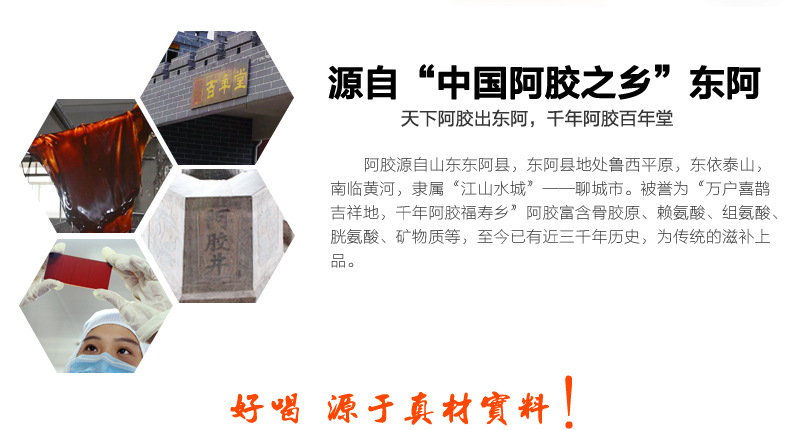 源自“中国阿胶之乡”东阿
天下阿胶出东阿，千年阿胶百年堂
阿胶源自山东东阿县，东阿县地处鲁西平原，东依泰山，
南临黄河，隶属“江山水城”——聊城市。被誉为“万户喜鹊
吉祥地，千年阿胶福寿乡”阿胶富含骨胶原、赖氨酸、组氨酸、
胱氨酸、矿物质等，至今已有近三千年历史，为传统的滋补上
品。
堂年百
阿胶井
好喝 源于真材實料！